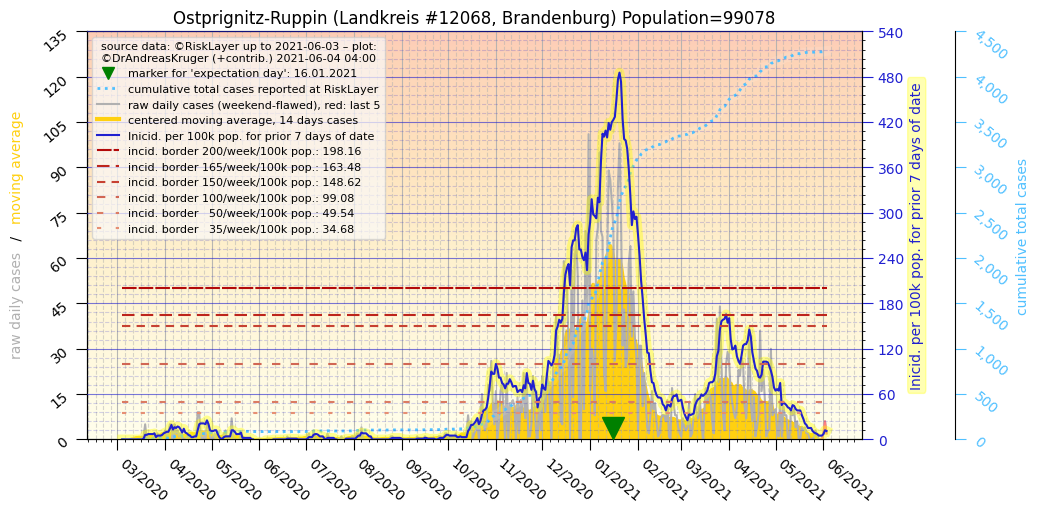 Ostprignitz-Ruppin (Landkreis #12068, Brandenburg) Population=99078
source data: ©RiskLayer up to 2021-06-03 – plot:
©DrAndreasKruger (+contrib.) 2021-06-04 04:00
marker for 'expectation day': 16.01.2021
cumulative total cases reported at RiskLayer
raw daily cases (weekend-flawed), red: last 5
centered moving average, 14 days cases
Inicid. per 100k pop. for prior 7 days of date
incid. border 200/week/100k pop.: 198.16
incid. border 165/week/100k pop.: 163.48
incid. border 150/week/100k pop.: 148.62
incid. border 100/week/100k pop.: 99.08
incid. border 50/week/100k pop.: 49.54
incid. border 35/week/100k pop.: 34.68
raw daily cases / moving average
135
120
105
90
75
60
45
30
15
0
03/2020
04/2020
05/2020
06/2020
07/2020
08/2020
09/2020
10/2020
11/2020
12/2020
01/2021
02/2021
03/2021
04/2021
05/2021
06/2021
540
480
420
360
300
240
180
120
60
0
Inicid. per 100k pop. for prior 7 days of date
4,500
4,000
3,500
3,000
2,500
2,000
1,500
1,000
500
0
cumulative total cases